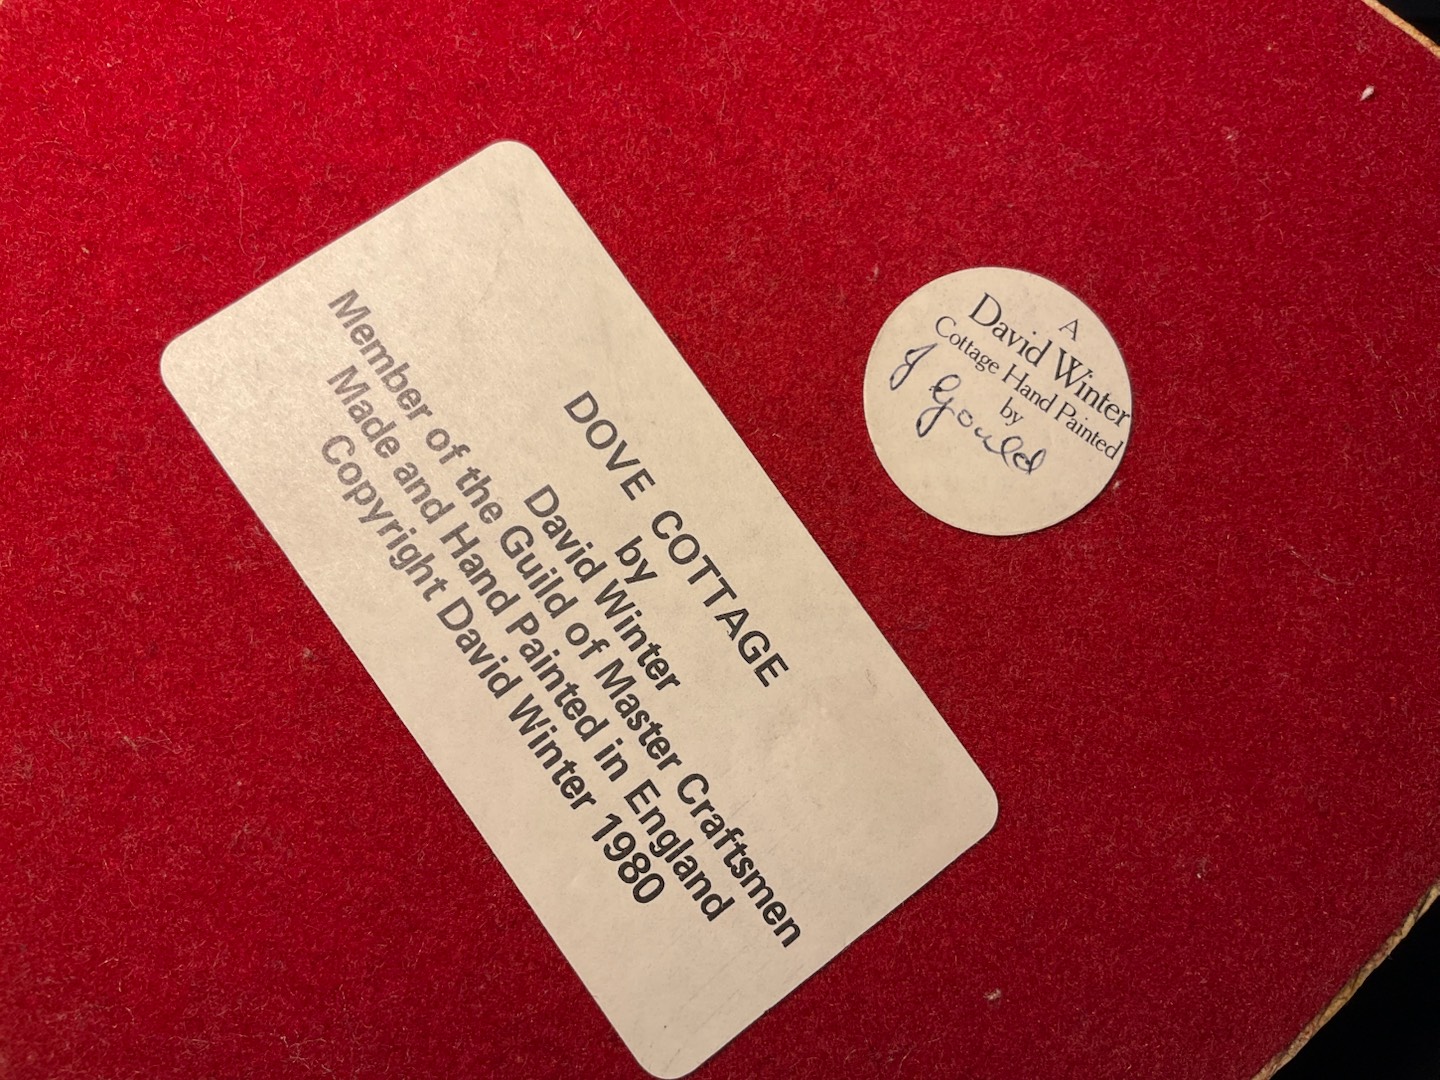 DOVE COTTAGE
by
David Winter
Member of the Guild of Master Craftsmen
Made and Hand Painted in England
Copyright David Winter 1980
A
David Winter
Cottage Hand Painted
by
J Gould